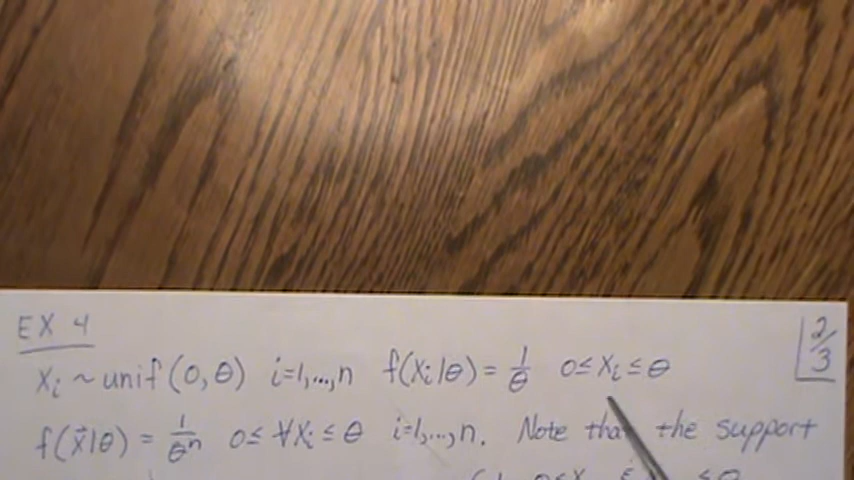 EX 4
2/3
Xi ~ unif (0, θ) i=1,...,n f(Xi|θ) = 1/θ 0≤ Xi ≤ θ
f(x⃗|θ) = 1/θⁿ 0≤ ∀Xi ≤ θ i=1,...,n. Note that the support